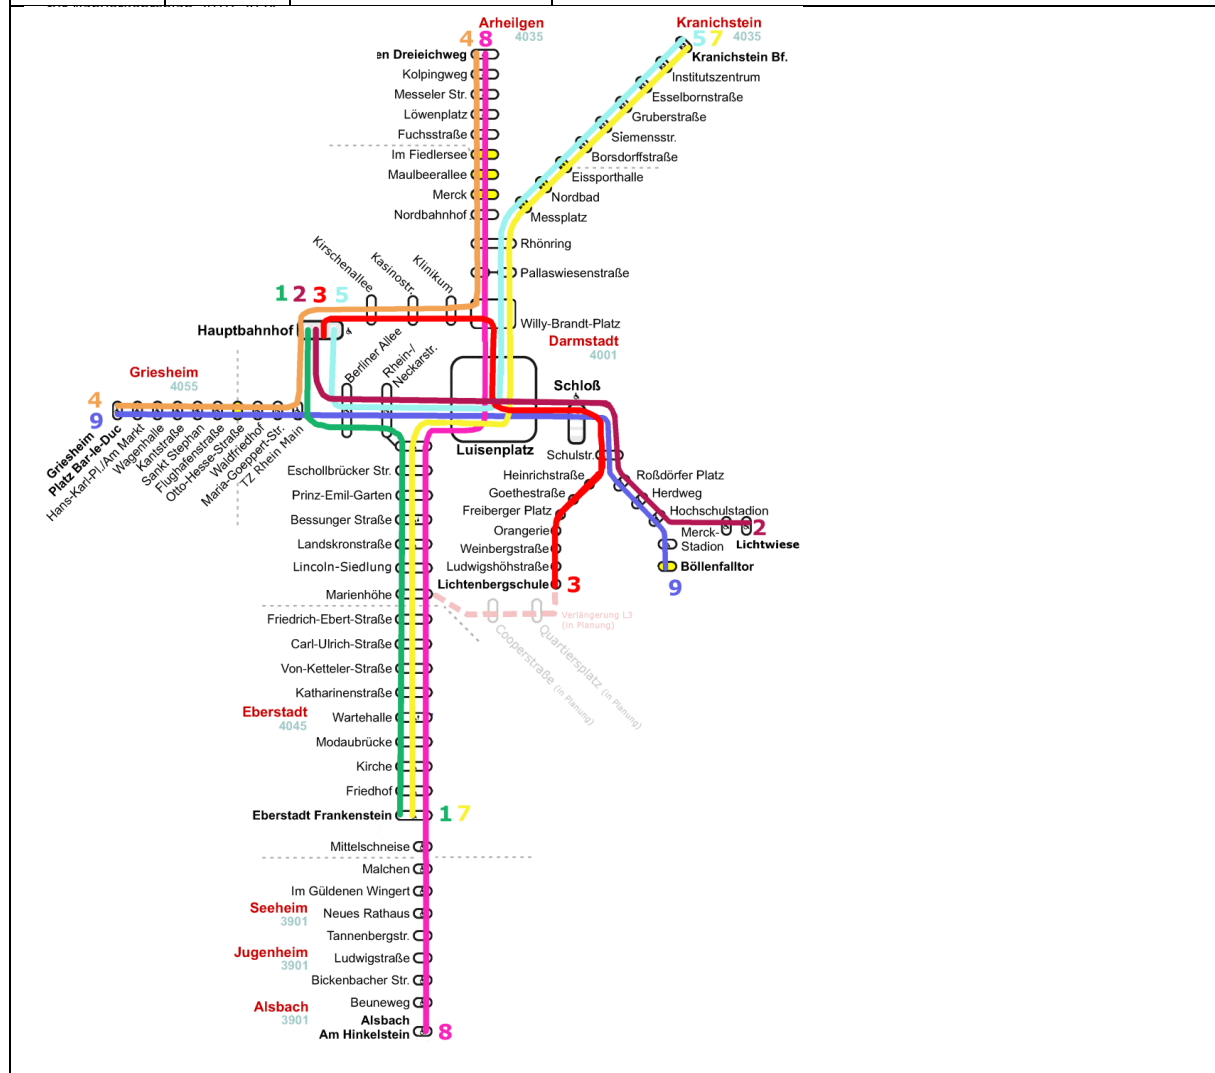 Arheilgen
4035
Kranichstein
4035
4 8
5 7
en Dreieichweg
Kolpingweg
Messeler Str.
Löwenplatz
Fuchsstraße
Im Fiedlersee
Maulbeerallee
Merck
Nordbahnhof
Kranichstein Bf.
Institutszentrum
Esselbornstraße
Gruberstraße
Siemensstr.
Borsdorffstraße
Eissporthalle
Nordbad
Messplatz
Rhönring
Pallaswiesenstraße
Willy-Brandt-Platz
Darmstadt
4001
Kirschenallee
Kasinostr.
Klinikum
1 2 3 5
Hauptbahnhof
Berliner Allee
Rhein-/
Neckarstr.
Griesheim
4055
4
9
Griesheim
Platz Bar-le-Duc
Hans-Karl-Pl./Am Markt
Wagenhalle
Kantstraße
Sankt Stephan
Flughafenstraße
Otto-Hesse-Straße
Waldfriedhof
Maria-Goeppert-Str.
TZ Rhein Main
Schloß
Luisenplatz
Schulstr.
Heinrichstraße
Goethestraße
Freiberger Platz
Orangerie
Weinbergstraße
Ludwigshöhstraße
Lichtenbergschule
3
Roßdörfer Platz
Herdweg
Hochschulstadion
2
Lichtwiese
Merck-
Stadion
Böllenfalltor
9
Verlängerung L3
(in Planung)
Cooperstraße (in Planung)
Quartiersplatz (in Planung)
Eschollbrücker Str.
Prinz-Emil-Garten
Bessunger Straße
Landskronstraße
Lincoln-Siedlung
Marienhöhe
Friedrich-Ebert-Straße
Carl-Ulrich-Straße
Von-Ketteler-Straße
Katharinenstraße
Eberstadt
4045
Wartehalle
Modaubrücke
Kirche
Friedhof
Eberstadt Frankenstein
1 7
Mittelschneise
Malchen
Im Güldenen Wingert
Seeheim
3901
Neues Rathaus
Tannenbergstr.
Jugenheim
3901
Ludwigstraße
Bickenbacher Str.
Alsbach
3901
Beuneweg
Alsbach
Am Hinkelstein
8